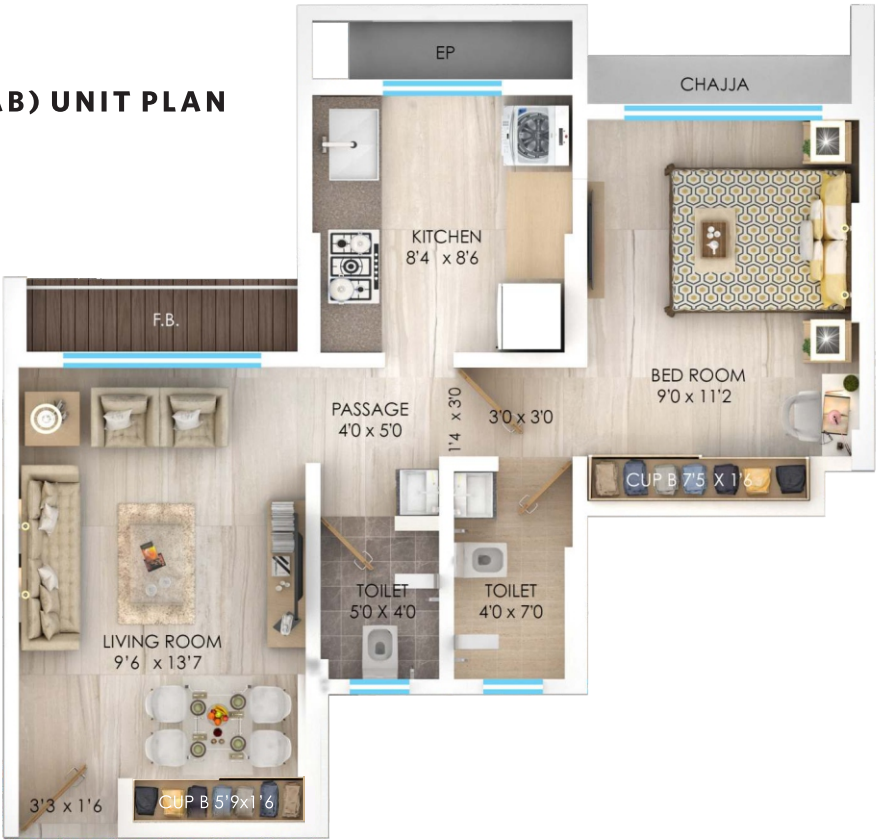 AB) UNIT PLAN
EP
CHAJJA
KITCHEN
8'4 x 8'6
F.B.
BED ROOM
9'0 x 11'2
PASSAGE
4'0 x 5'0
1'4 x 3'0
3'0 x 3'0
CUP B 7'5 X 1'6
TOILET
5'0 X 4'0
TOILET
4'0 x 7'0
LIVING ROOM
9'6 x 13'7
3'3 x 1'6
CUP B 5'9x1'6